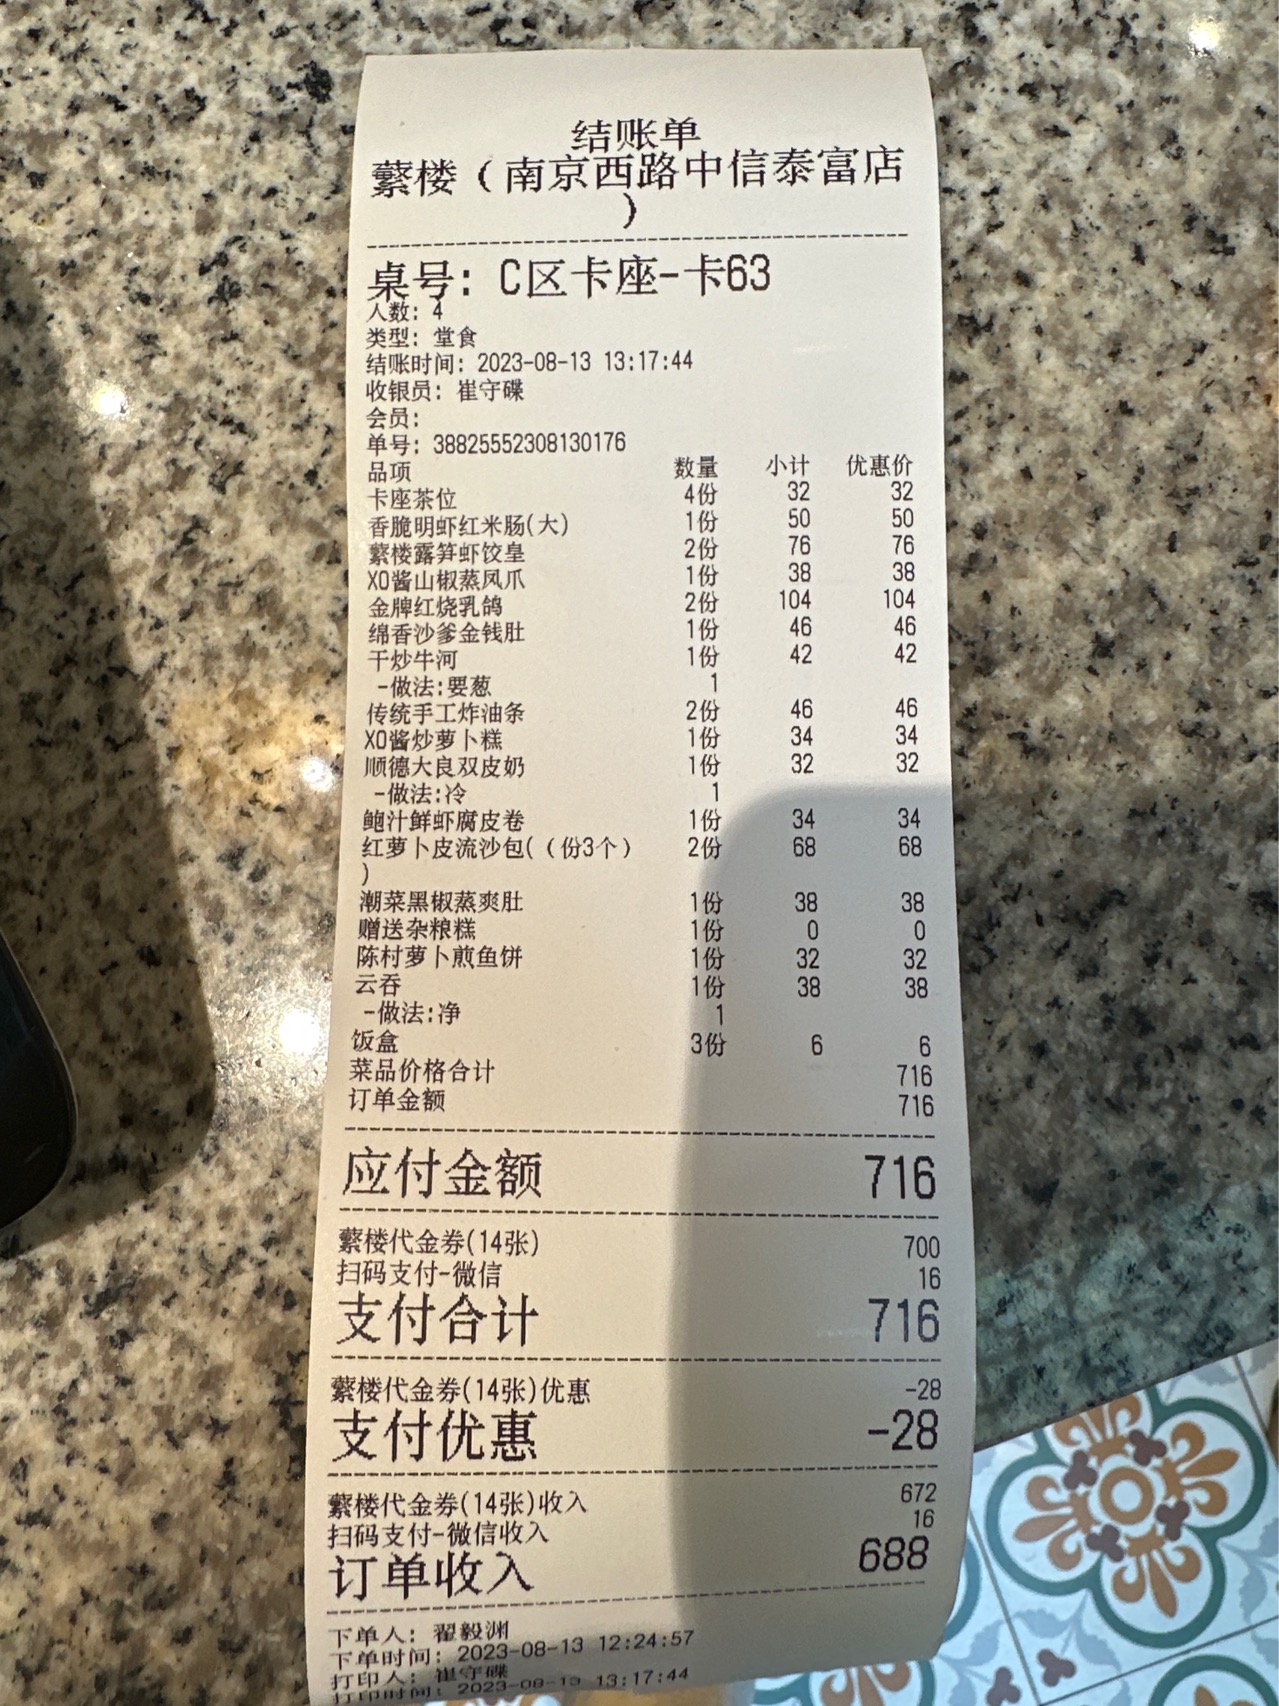 结账单
蘩楼（南京西路中信泰富店
）
桌号: C区卡座-卡63
人数: 4
类型: 堂食
结账时间: 2023-08-13 13:17:44
收银员: 崔守碟
会员:
单号: 38825552308130176
品项 数量 小计 优惠价
卡座茶位 4份 32 32
香脆明虾红米肠(大) 1份 50 50
蘩楼露笋虾饺皇 2份 76 76
XO酱山椒蒸凤爪 1份 38 38
金牌红烧乳鸽 2份 104 104
绵香沙爹金钱肚 1份 46 46
干炒牛河 1份 42 42
-做法:要葱 1
传统手工炸油条 2份 46 46
XO酱炒萝卜糕 1份 34 34
顺德大良双皮奶 1份 32 32
-做法:冷 1
鲍汁鲜虾腐皮卷 1份 34 34
红萝卜皮流沙包(（份3个） 2份 68 68
)
潮菜黑椒蒸爽肚 1份 38 38
赠送杂粮糕 1份 0 0
陈村萝卜煎鱼饼 1份 32 32
云吞 1份 38 38
-做法:净 1
饭盒 3份 6 6
菜品价格合计 716
订单金额 716
应付金额 716
蘩楼代金券(14张) 700
扫码支付-微信 16
支付合计 716
蘩楼代金券(14张)优惠 -28
支付优惠 -28
蘩楼代金券(14张)收入 672
扫码支付-微信收入 16
订单收入 688
下单人: 翟毅渊
下单时间: 2023-08-13 12:24:57
打印人: 崔守碟
打印时间: 2023-08-13 13:17:44